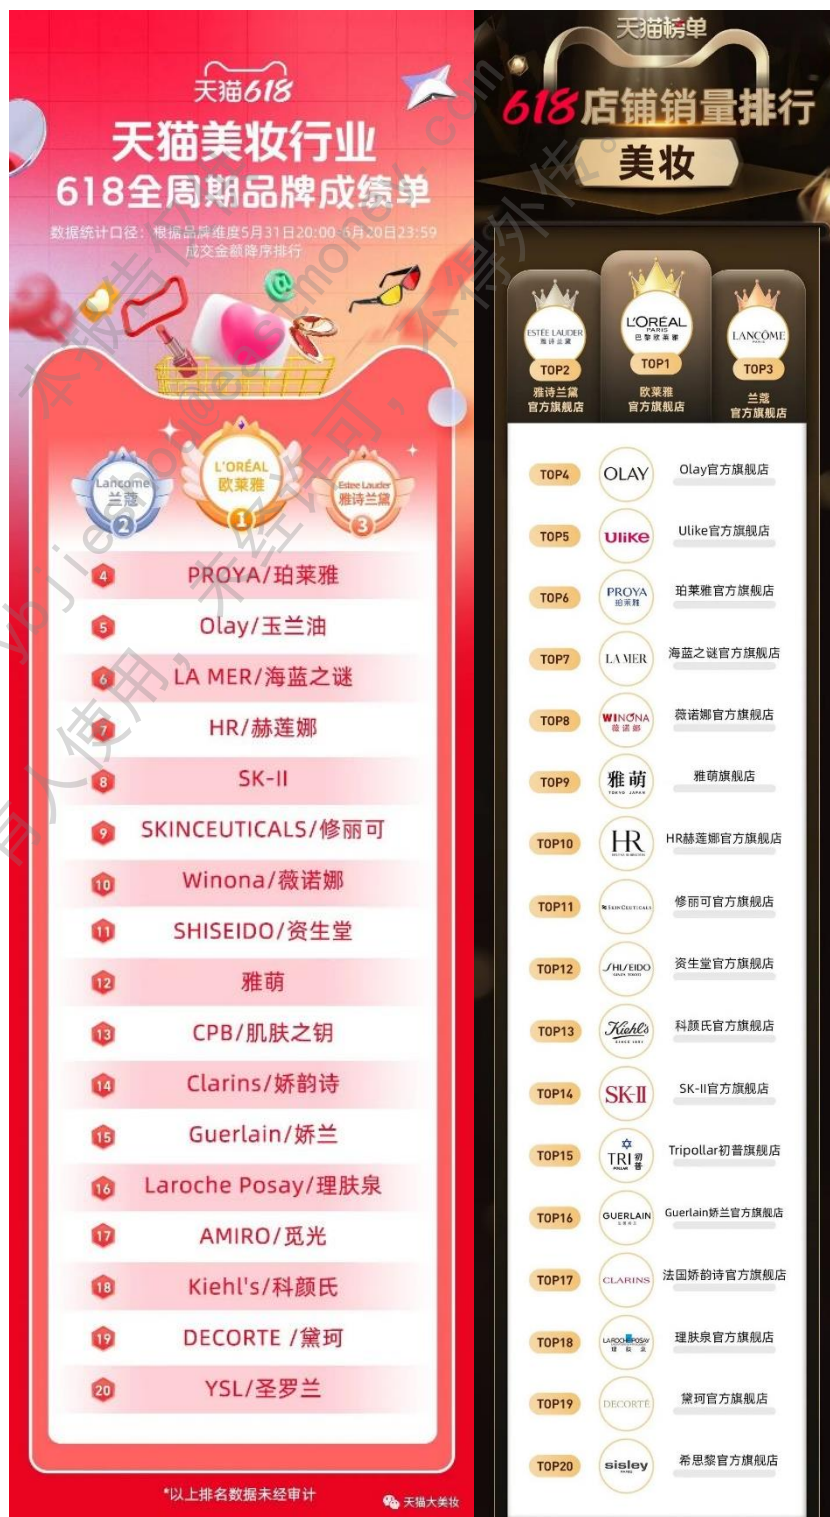 天猫618
天猫美妆行业
618全周期品牌成绩单
数据统计口径：根据品牌维度5月31日20:00-6月20日23:59
成交金额降序排行
L'ORÉAL
欧莱雅
1
Lancome
兰蔻
2
Estee Lauder
雅诗兰黛
3
4 PROYA/珀莱雅
5 Olay/玉兰油
6 LA MER/海蓝之谜
7 HR/赫莲娜
8 SK-II
9 SKINCEUTICALS/修丽可
10 Winona/薇诺娜
11 SHISEIDO/资生堂
12 雅萌
13 CPB/肌肤之钥
14 Clarins/娇韵诗
15 Guerlain/娇兰
16 Laroche Posay/理肤泉
17 AMIRO/觅光
18 Kiehl's/科颜氏
19 DECORTE /黛珂
20 YSL/圣罗兰
*以上排名数据未经审计
天猫大美妆
天猫榜单
618店铺销量排行
美妆
L'ORÉAL
PARIS
巴黎欧莱雅
TOP1
欧莱雅
官方旗舰店
ESTĒE LAUDER
雅诗兰黛
TOP2
雅诗兰黛
官方旗舰店
LANCÔME
PARIS
TOP3
兰蔻
官方旗舰店
TOP4 OLAY Olay官方旗舰店
TOP5 Ulike Ulike官方旗舰店
TOP6 PROYA 珀莱雅 珀莱雅官方旗舰店
TOP7 LA MER 海蓝之谜官方旗舰店
TOP8 WINONA 薇诺娜 薇诺娜官方旗舰店
TOP9 雅萌 TOKYO JAPAN 雅萌旗舰店
TOP10 HR HR赫莲娜官方旗舰店
TOP11 SKINCEUTICALS 修丽可官方旗舰店
TOP12 SHISEIDO GINZA TOKYO 资生堂官方旗舰店
TOP13 Kiehl's SINCE 1851 科颜氏官方旗舰店
TOP14 SK-II SK-II官方旗舰店
TOP15 TRI POLLAR 初普 Tripollar初普旗舰店
TOP16 GUERLAIN Guerlain娇兰官方旗舰店
TOP17 CLARINS 法国娇韵诗官方旗舰店
TOP18 LA ROCHE POSAY 理肤泉 理肤泉官方旗舰店
TOP19 DECORTÉ 黛珂官方旗舰店
TOP20 sisley PARIS 希思黎官方旗舰店